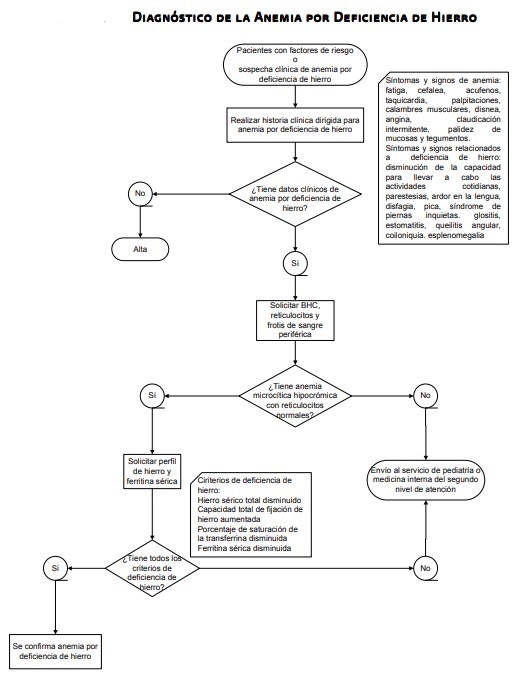 Diagnóstico de la Anemia por Deficiencia de Hierro
Pacientes con factores de riesgo
o
sospecha clínica de anemia por
deficiencia de hierro
Realizar historia clínica dirigida para
anemia por deficiencia de hierro
Síntomas y signos de anemia:
fatiga, cefalea, acufenos,
taquicardia, palpitaciones,
calambres musculares, disnea,
angina, claudicación
intermitente, palidez de
mucosas y tegumentos.
Síntomas y signos relacionados
a deficiencia de hierro:
disminución de la capacidad
para llevar a cabo las
actividades cotidianas,
parestesias, ardor en la lengua,
disfagia, pica, síndrome de
piernas inquietas. glositis,
estomatitis, queilitis angular,
coiloniquia. esplenomegalia
¿Tiene datos clínicos de
anemia por deficiencia de
hierro?
No
Alta
Si
Solicitar BHC,
reticulocitos y
frotis de sangre
periférica
¿Tiene anemia
microcítica hipocrómica
con reticulocitos
normales?
Si
No
Solicitar perfil
de hierro y
ferritina sérica
Envío al servicio de pediatría o
medicina interna del segundo
nivel de atención
Ciriterios de deficiencia de
hierro:
Hierro sérico total disminuido
Capacidad total de fijación de
hierro aumentada
Porcentaje de saturación de
la transferrina disminuida
Ferritina sérica disminuida
¿Tiene todos los
criterios de
deficiencia de
hierro?
Si
No
Se confirma anemia por
deficiencia de hierro